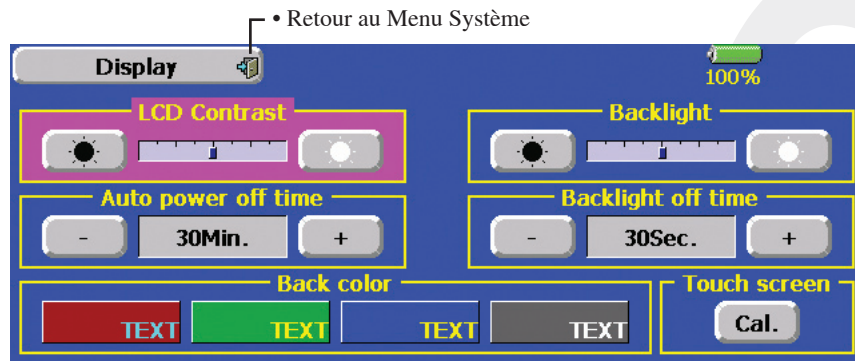 • Retour au Menu Système
Display
100%
LCD Contrast
Backlight
Auto power off time
Backlight off time
- 30Min. +
- 30Sec. +
Back color
Touch screen
TEXT TEXT TEXT TEXT
Cal.